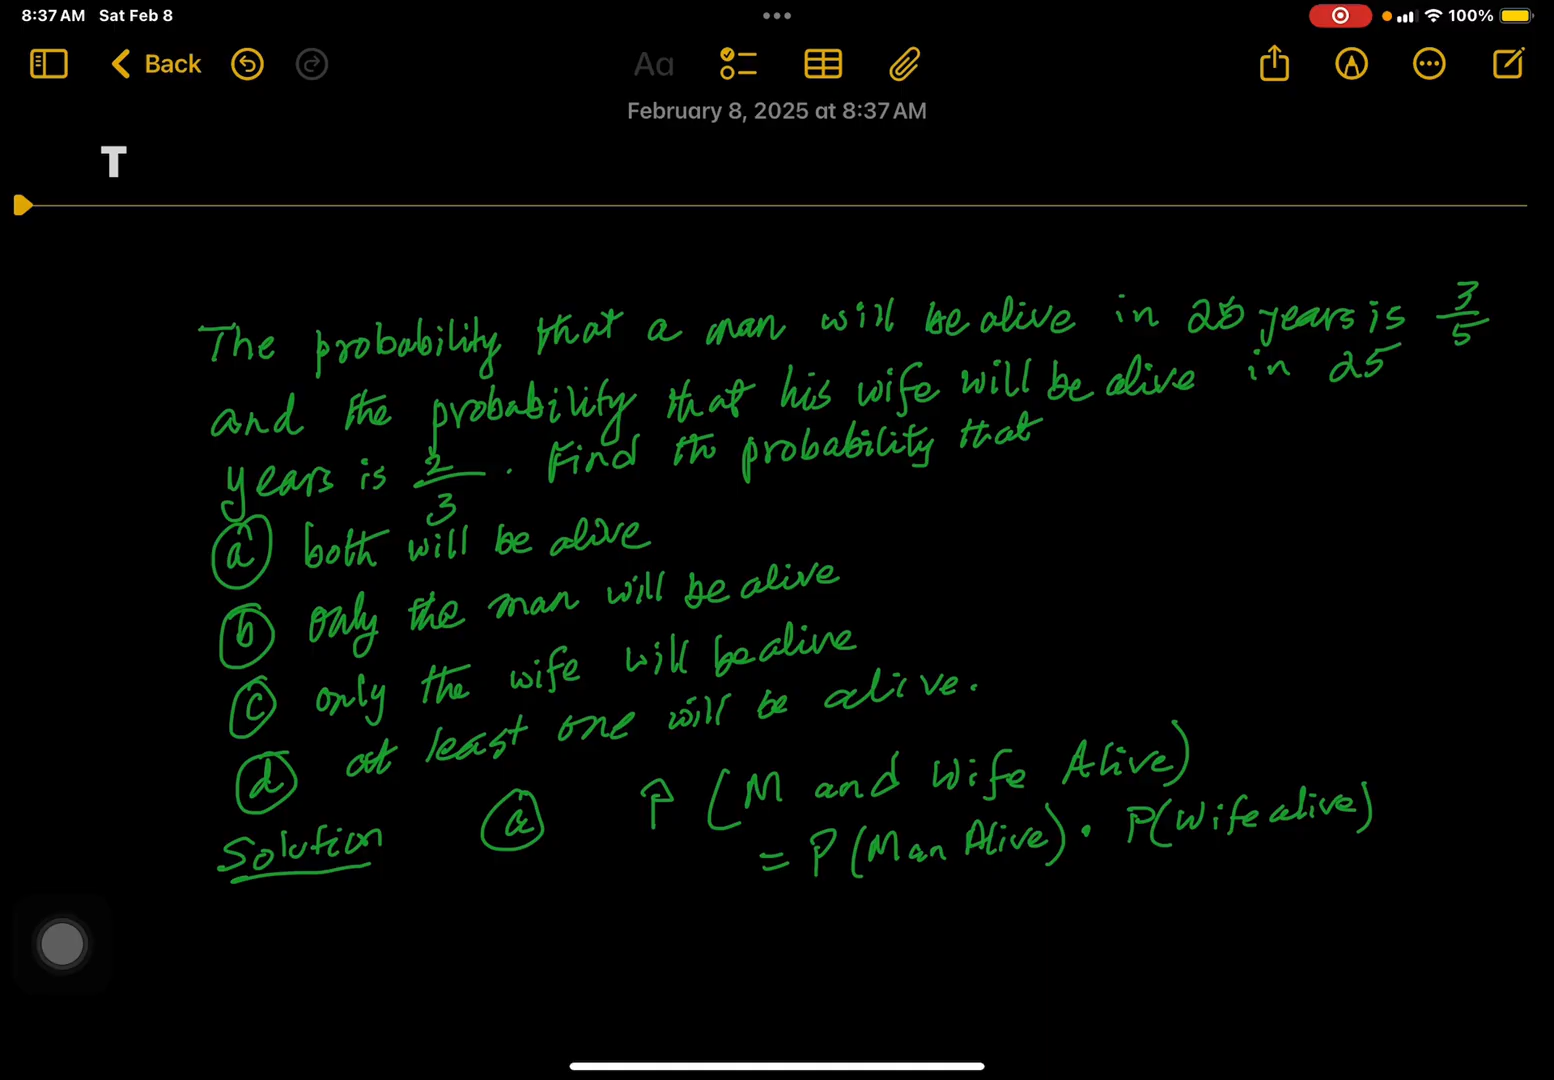 8:37 AM Sat Feb 8
100%
Back
Aa
February 8, 2025 at 8:37 AM
T
The probability that a man will be alive in 25 years is 3/5
and the probability that his wife will be alive in 25
years is 2/3. Find the probability that
(a) both will be alive
(b) only the man will be alive
(c) only the wife will be alive
(d) at least one will be alive.
Solution (a) P (M and Wife Alive)
= P (Man Alive) · P(Wife alive)